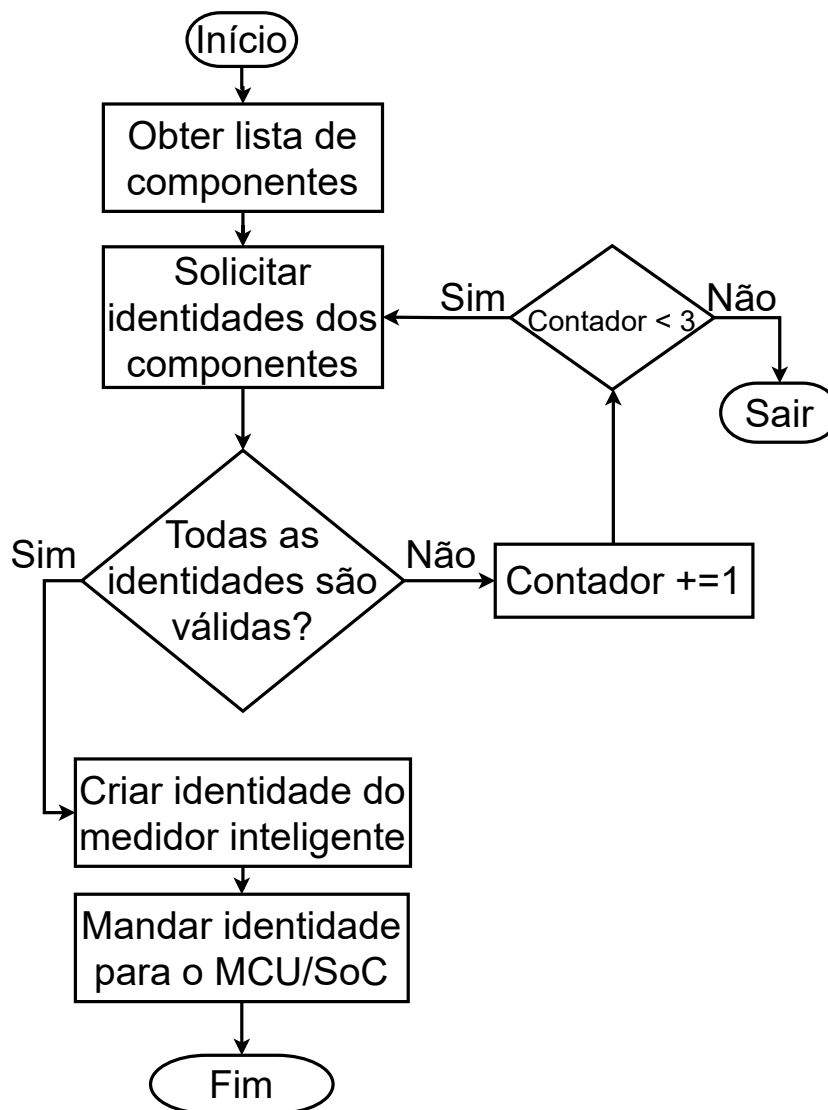 Início
Obter lista de
componentes
Solicitar
identidades dos
componentes
Sim
Contador < 3
Não
Sair
Todas as
identidades são
válidas?
Sim
Não
Contador +=1
Criar identidade do
medidor inteligente
Mandar identidade
para o MCU/SoC
Fim